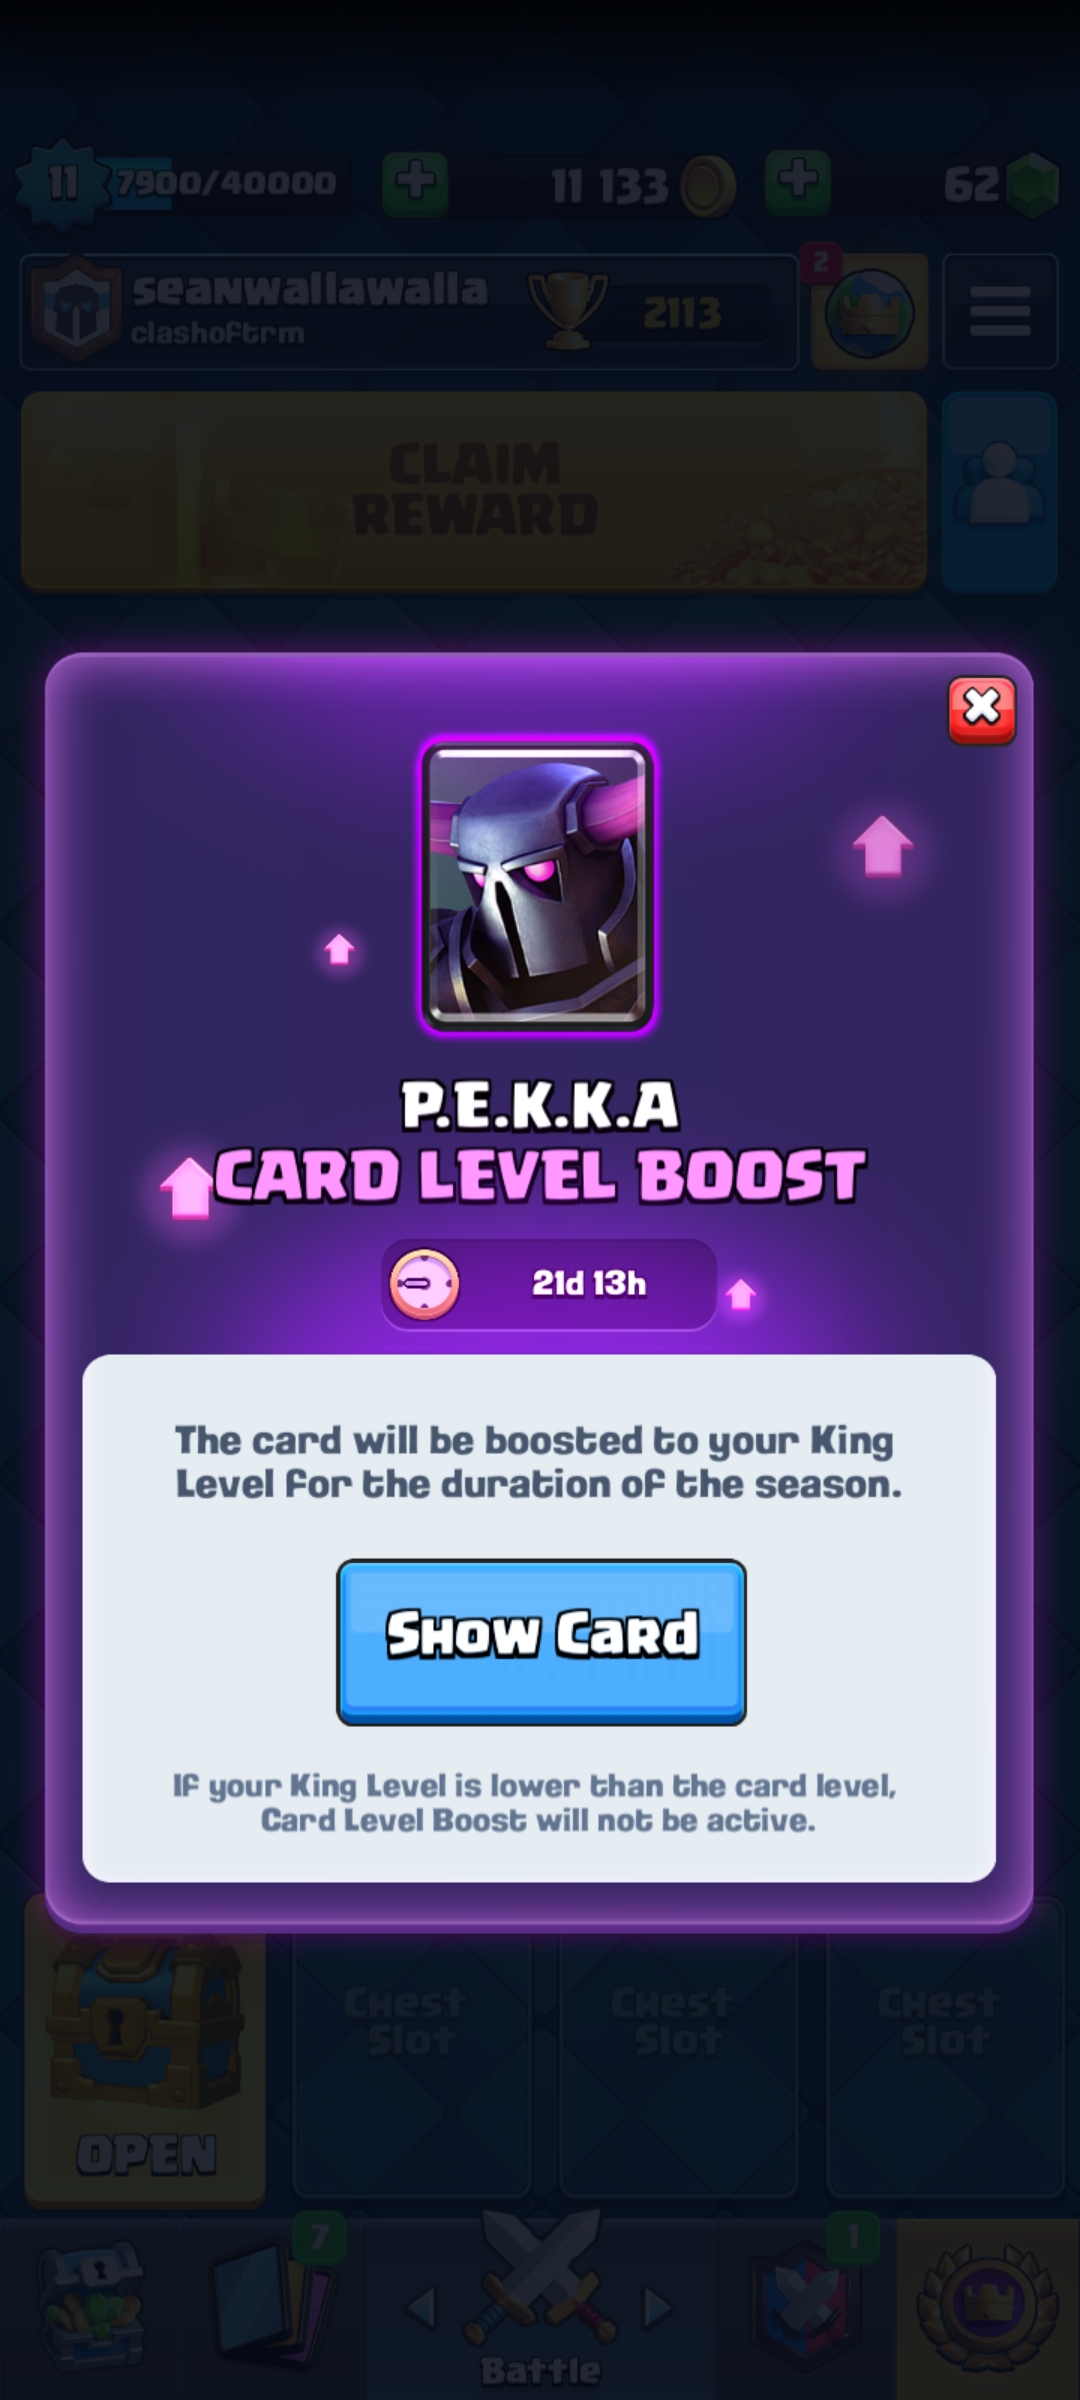 11
7900/40000
11 133
62
seanwallawalla
clashoftrm
2113
2
CLAIM
REWARD
P.E.K.K.A
CARD LEVEL BOOST
21d 13h
The card will be boosted to your King
Level for the duration of the season.
Show Card
If your King Level is lower than the card level,
Card Level Boost will not be active.
OPEN
Chest
Slot
Chest
Slot
Chest
Slot
7
1
Battle